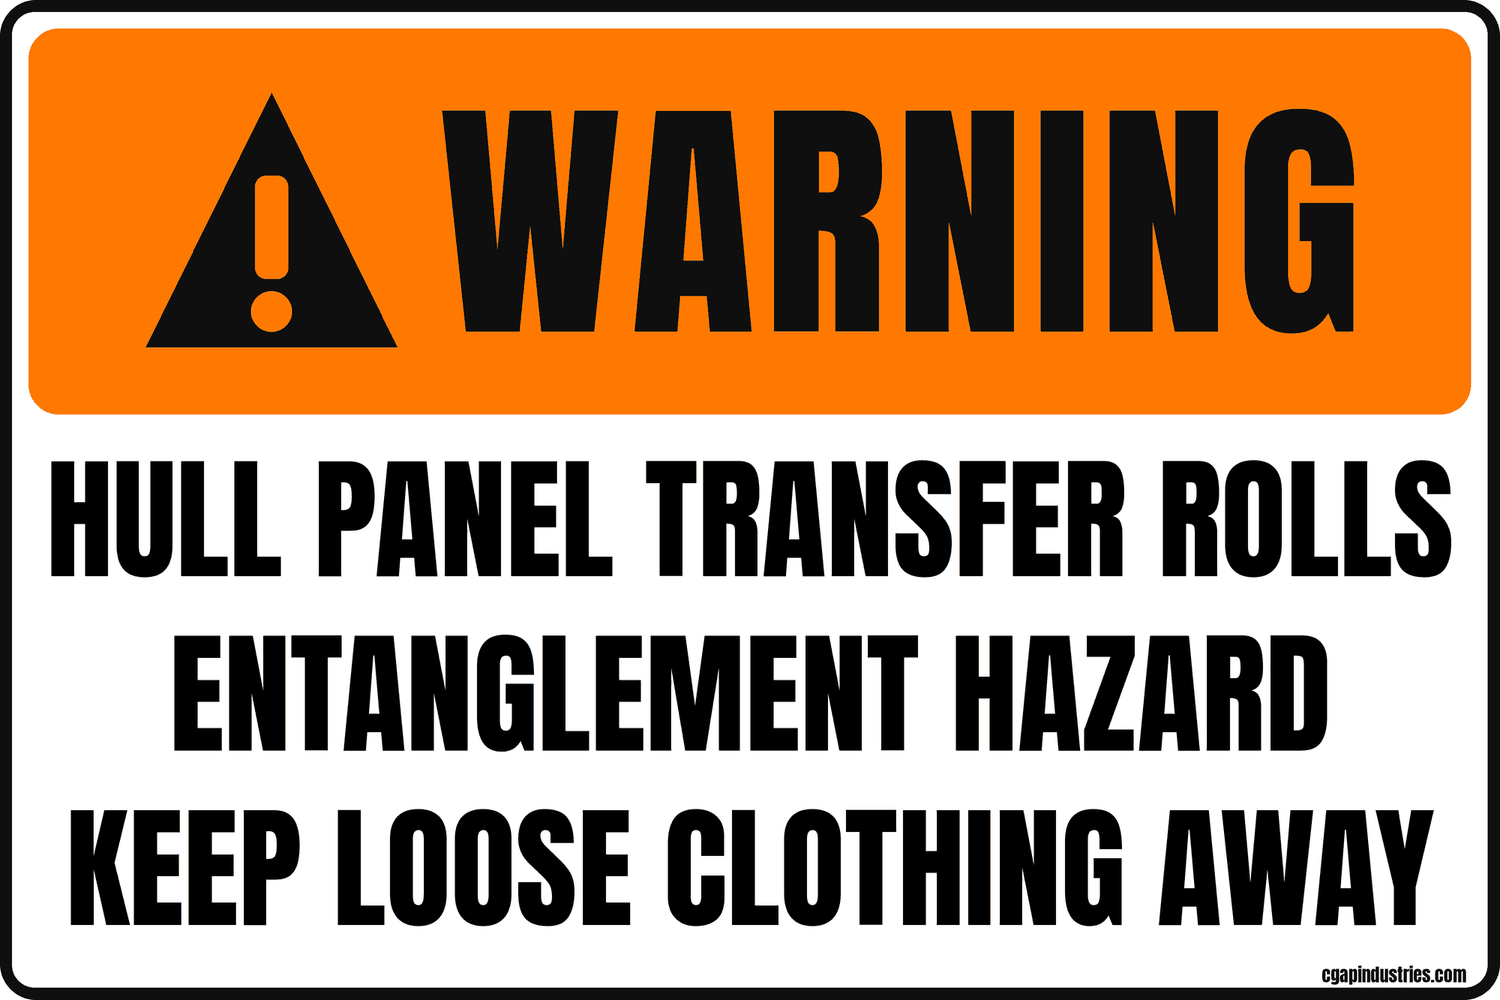 WARNING
HULL PANEL TRANSFER ROLLS
ENTANGLEMENT HAZARD
KEEP LOOSE CLOTHING AWAY
cgapindustries.com